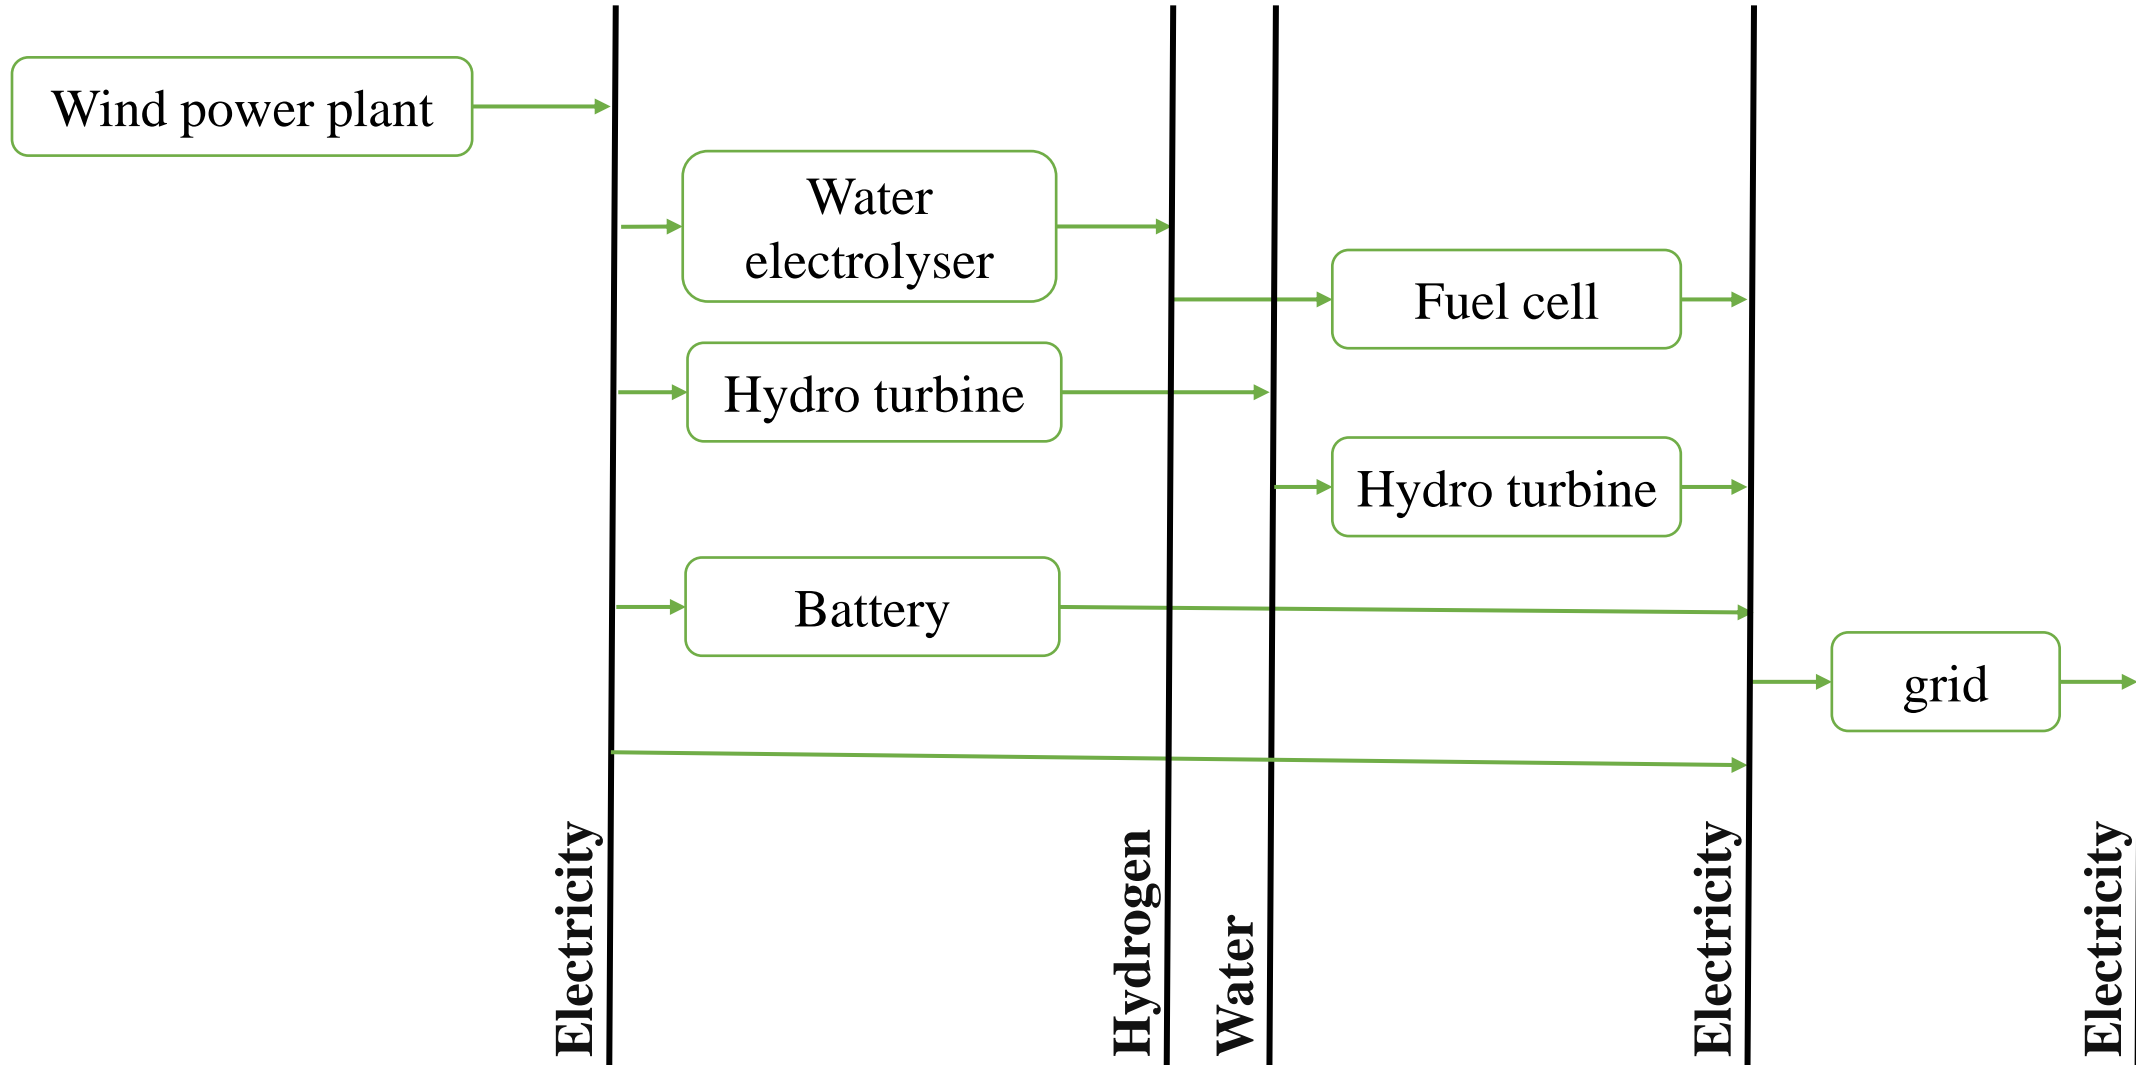 Wind power plant
Water
electrolyser
Fuel cell
Hydro turbine
Hydro turbine
Battery
grid
Electricity
Hydrogen
Water
Electricity
Electricity